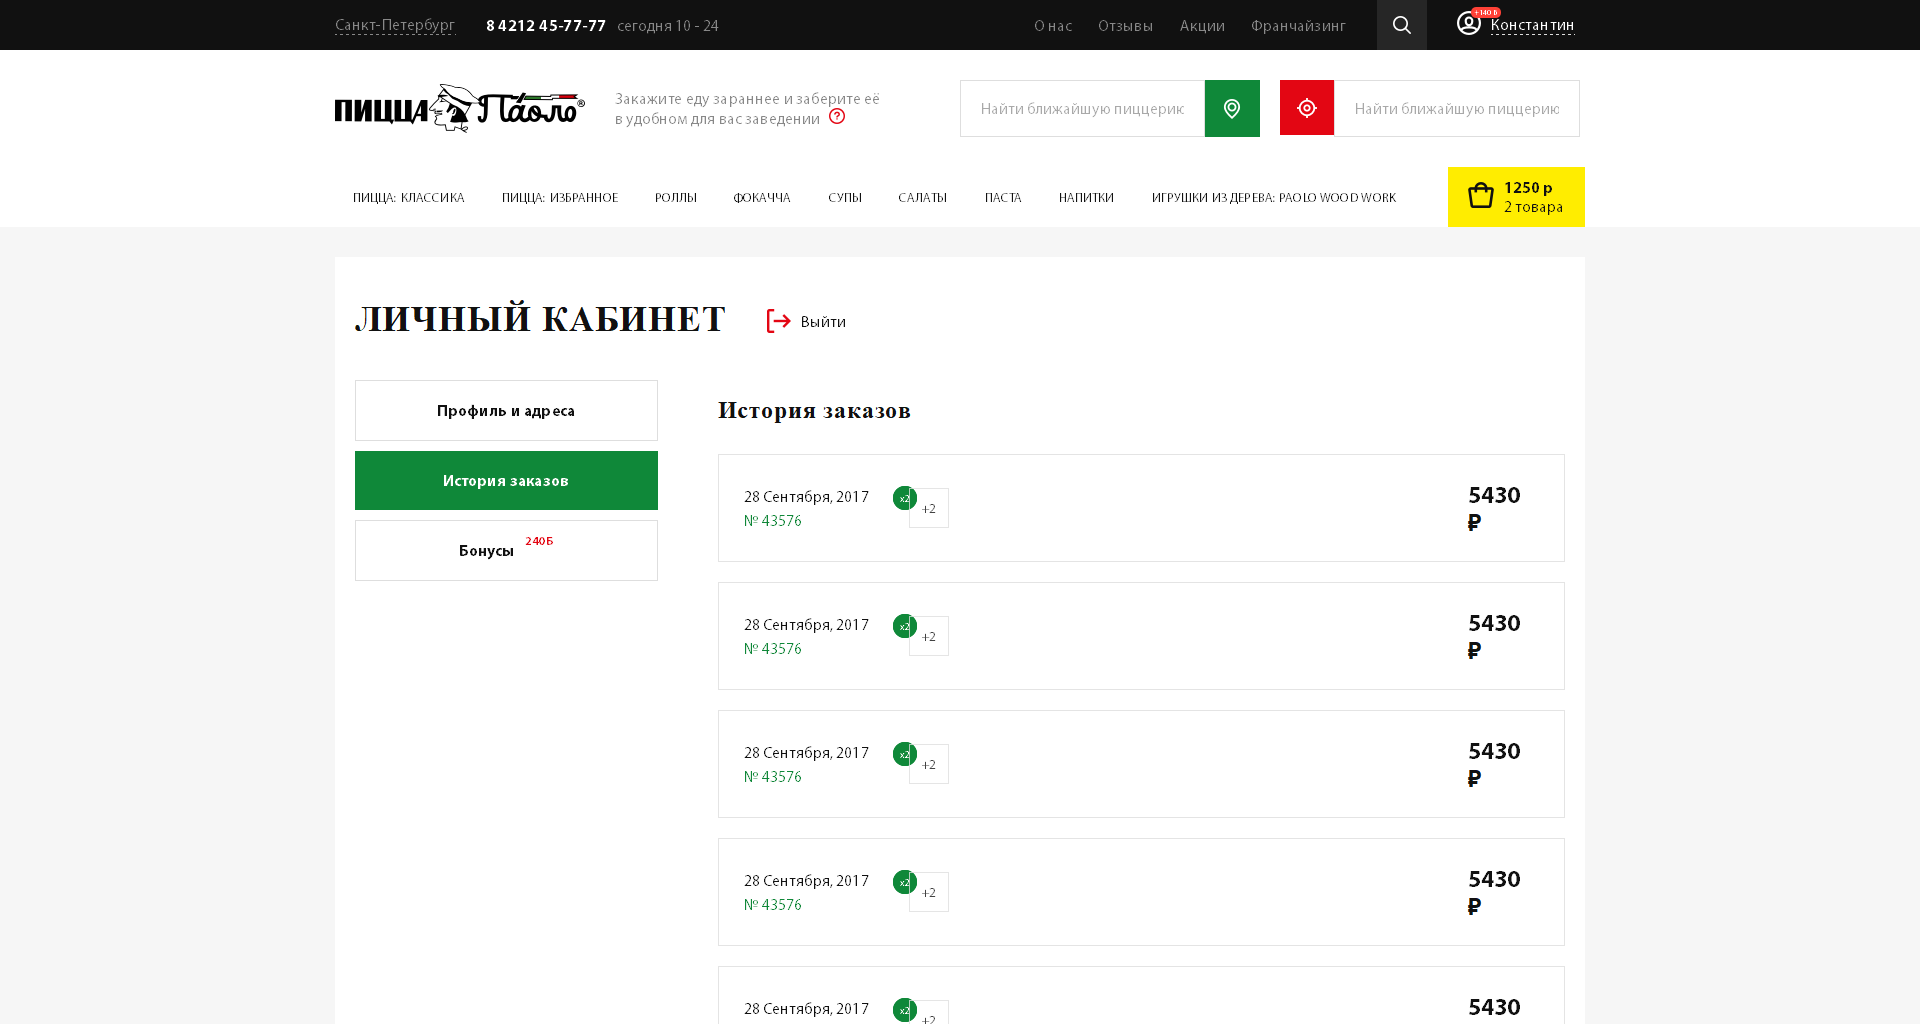 Санкт-Петербург
8 4212 45-77-77
сегодня 10 - 24
О нас
Отзывы
Акции
Франчайзинг
+140 Б
Константин
ПИЦЦА Паоло®
Закажите еду зараннее и заберите её
в удобном для вас заведении
?
Найти ближайшую пиццерик
Найти ближайшую пиццерию
ПИЦЦА: КЛАССИКА
ПИЦЦА: ИЗБРАННОЕ
РОЛЛЫ
ФОКАЧЧА
СУПЫ
САЛАТЫ
ПАСТА
НАПИТКИ
ИГРУШКИ ИЗ ДЕРЕВА: PAOLO WOOD WORK
1250 р
2 товара
ЛИЧНЫЙ КАБИНЕТ
Выйти
Профиль и адреса
История заказов
Бонусы
240Б
История заказов
28 Сентября, 2017
№ 43576
x2
+2
5430
₽
28 Сентября, 2017
№ 43576
x2
+2
5430
₽
28 Сентября, 2017
№ 43576
x2
+2
5430
₽
28 Сентября, 2017
№ 43576
x2
+2
5430
₽
28 Сентября, 2017
x2
+2
5430